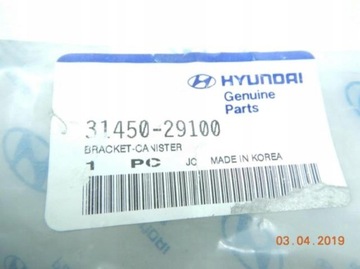 HYUNDAI
Genuine
Parts
31450-29100
BRACKET-CANISTER
1 PC JC MADE IN KOREA
03.04.2019